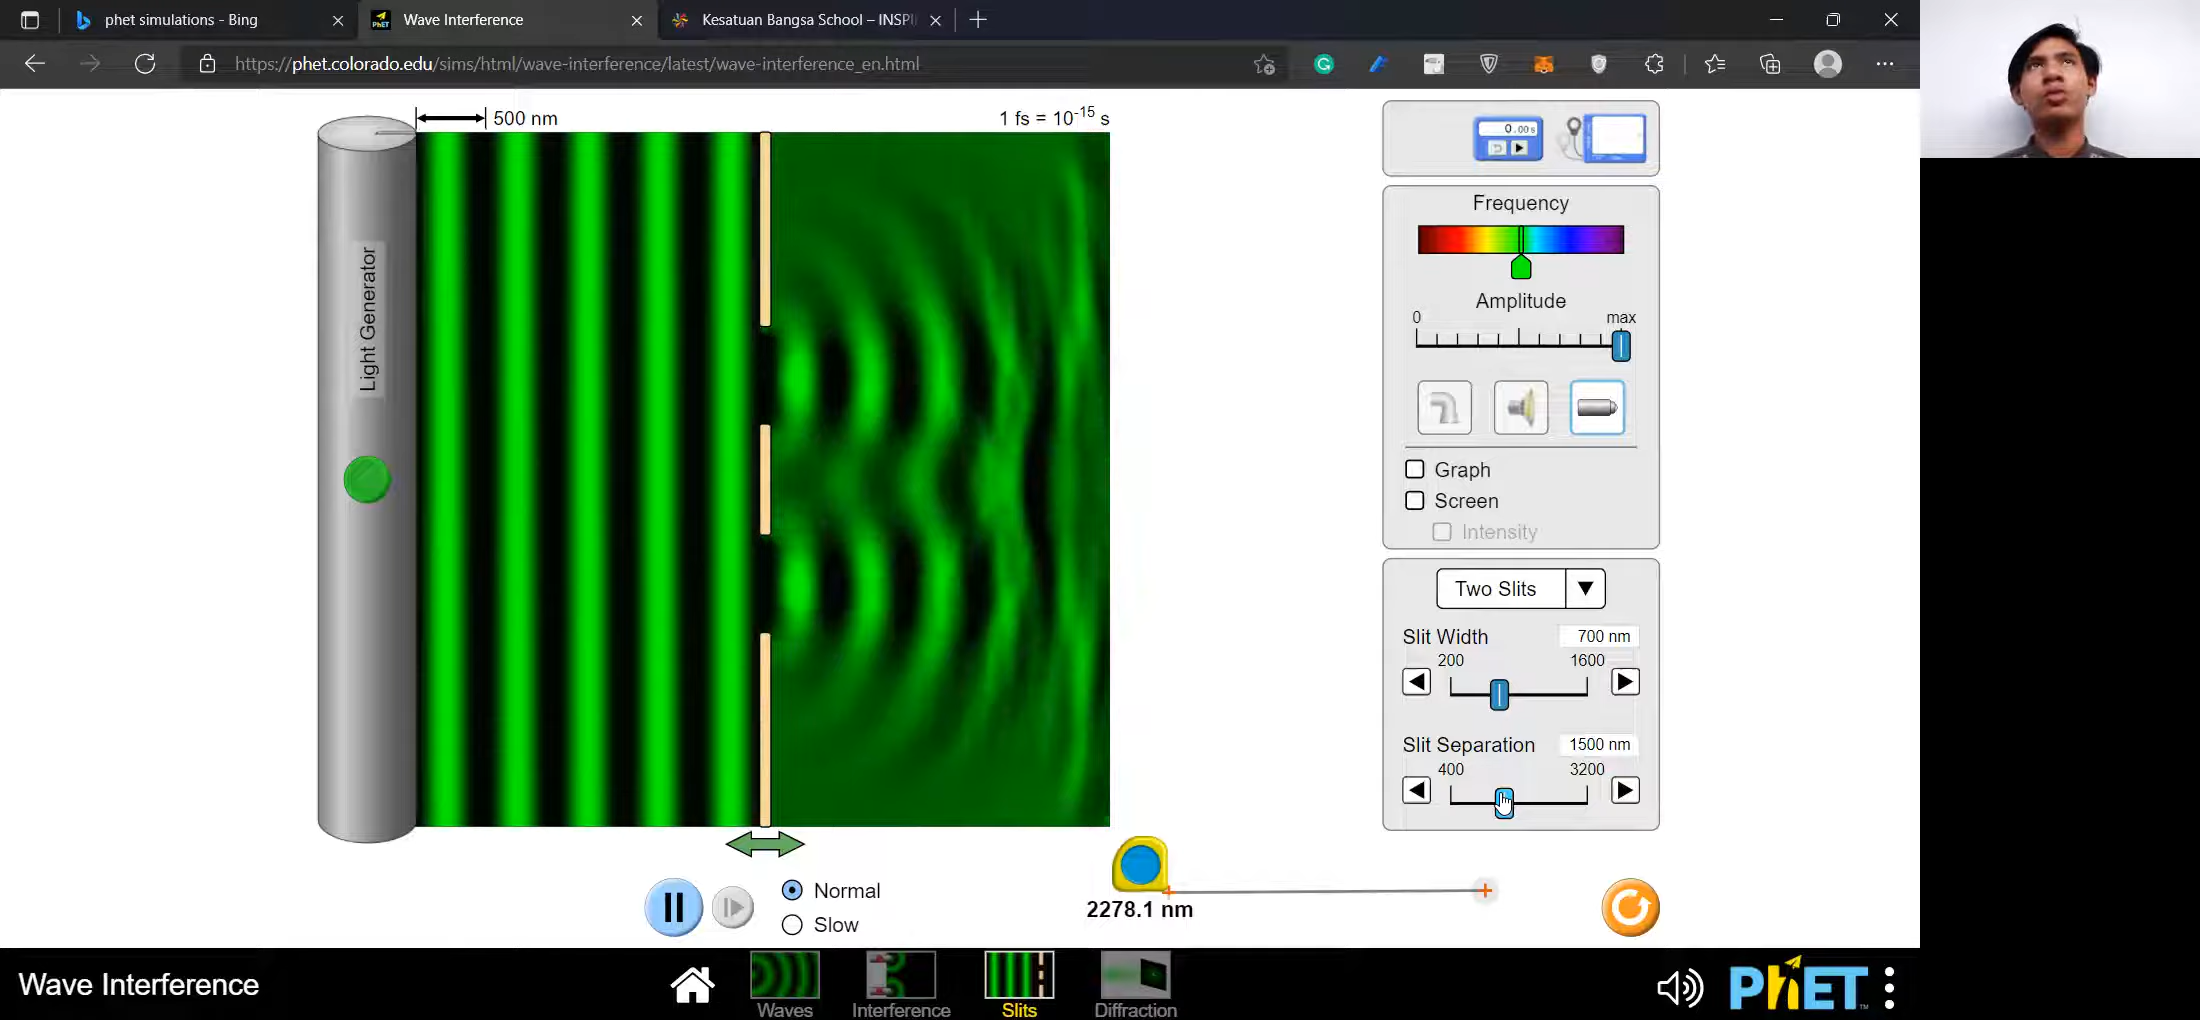 phet simulations - Bing
Wave Interference
Kesatuan Bangsa School – INSPI
https://phet.colorado.edu/sims/html/wave-interference/latest/wave-interference_en.html
500 nm
1 fs = 10⁻¹⁵ s
0.00 s
Light Generator
Frequency
Amplitude
0
max
Graph
Screen
Intensity
Two Slits
Slit Width
700 nm
200
1600
Slit Separation
1500 nm
400
3200
Normal
Slow
2278.1 nm
Wave Interference
Waves
Interference
Slits
Diffraction
PhET